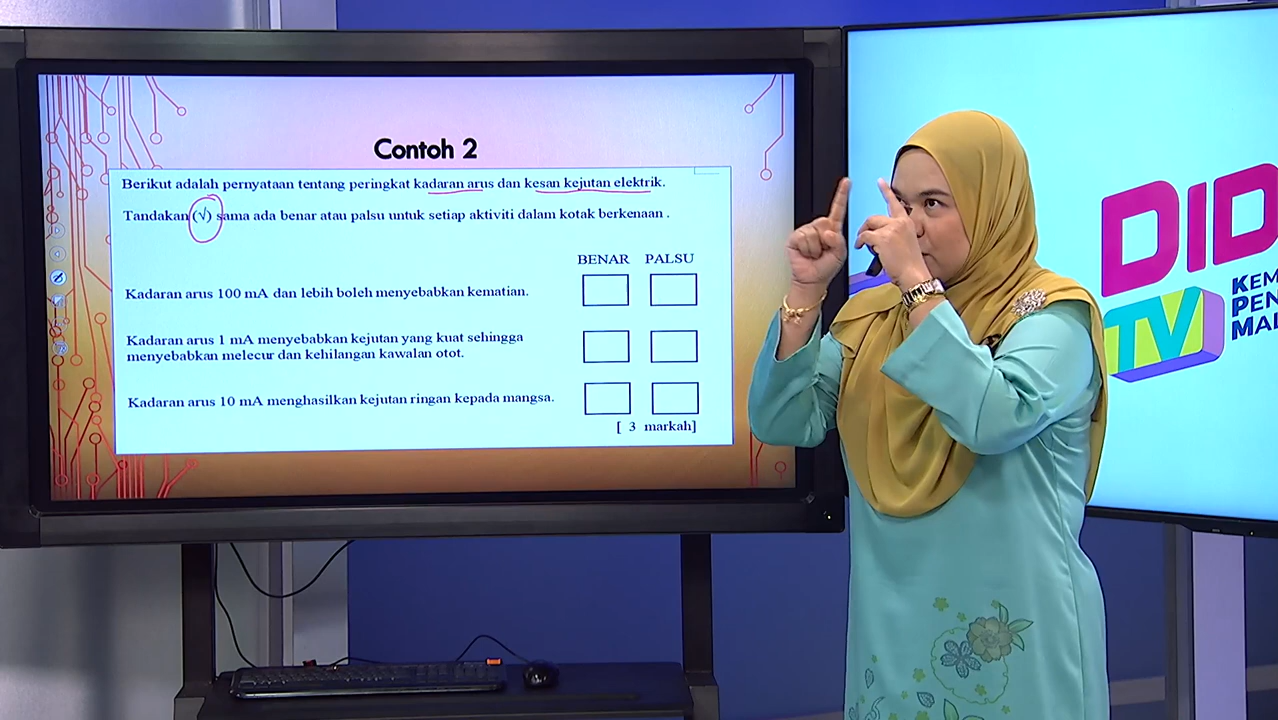 Contoh 2
Berikut adalah pernyataan tentang peringkat kadaran arus dan kesan kejutan elektrik.
Tandakan (√) sama ada benar atau palsu untuk setiap aktiviti dalam kotak berkenaan .
BENAR PALSU
Kadaran arus 100 mA dan lebih boleh menyebabkan kematian.
Kadaran arus 1 mA menyebabkan kejutan yang kuat sehingga
menyebabkan melecur dan kehilangan kawalan otot.
Kadaran arus 10 mA menghasilkan kejutan ringan kepada mangsa.
[ 3 markah]
DID
TV
KEM
PEN
MAL